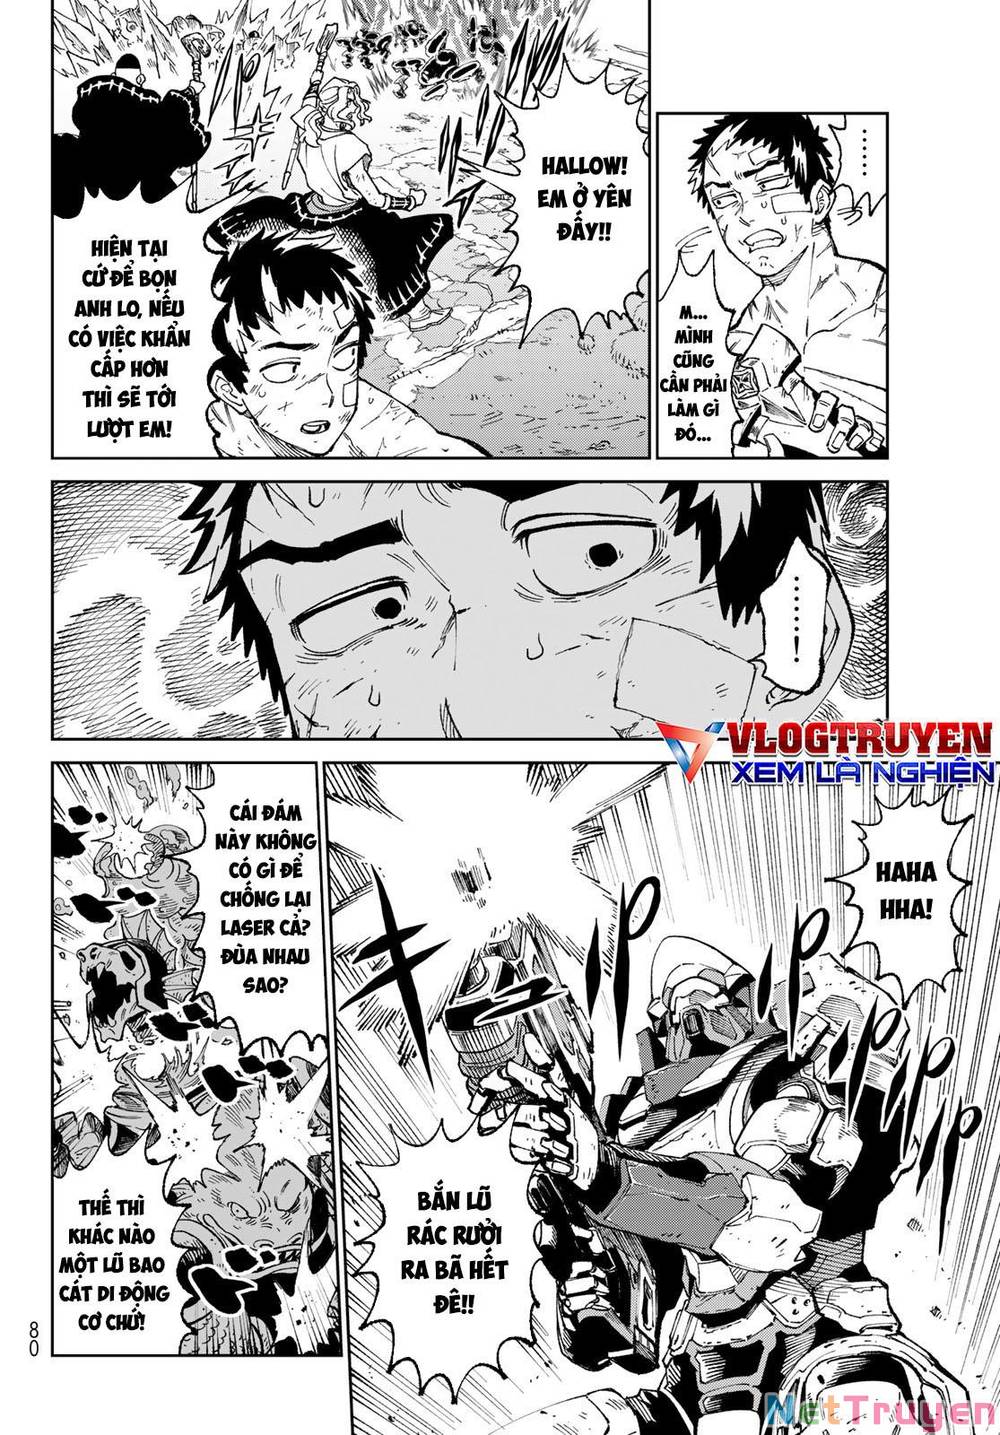 ......
M...
MÌNH
CŨNG
CẦN PHẢI
LÀM GÌ
ĐÓ...
HALLOW!
EM Ở YÊN
ĐẤY!!
HIỆN TẠI
CỨ ĐỂ BỌN
ANH LO, NẾU
CÓ VIỆC KHẨN
CẤP HƠN
THÌ SẼ TỚI
LƯỢT EM!
......!
VLOGTRUYEN
XEM LÀ NGHIỆN
HAHA
HHA!
BẮN LŨ
RÁC RƯỞI
RA BÃ HẾT
ĐÊ!!
CÁI ĐÁM
NÀY KHÔNG
CÓ GÌ ĐỂ
CHỐNG LẠI
LASER CẢ?
ĐÙA NHAU
SAO?
THẾ THÌ
KHÁC NÀO
MỘT LŨ BAO
CÁT DI ĐỘNG
CƠ CHỨ!
80
NetTruyen